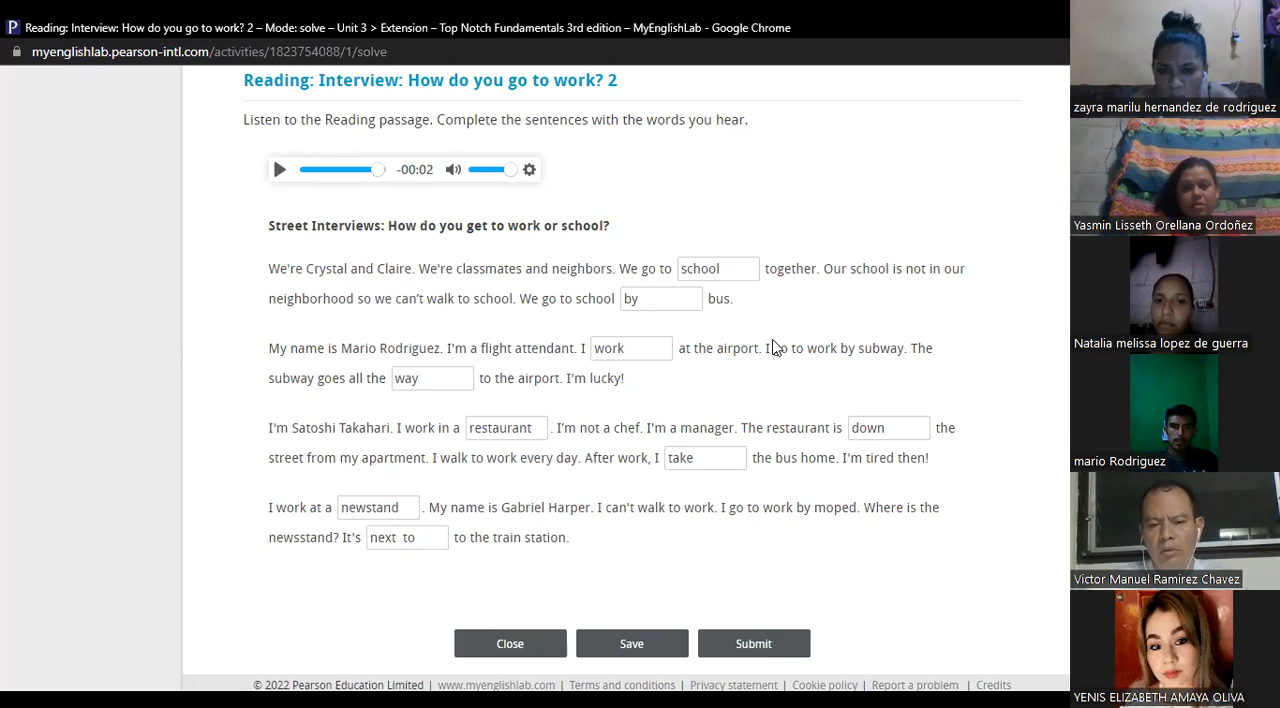 Reading: Interview: How do you go to work? 2 – Mode: solve – Unit 3 > Extension – Top Notch Fundamentals 3rd edition – MyEnglishLab - Google Chrome
myenglishlab.pearson-intl.com/activities/1823754088/1/solve
Reading: Interview: How do you go to work? 2
Listen to the Reading passage. Complete the sentences with the words you hear.
-00:02
Street Interviews: How do you get to work or school?
We're Crystal and Claire. We're classmates and neighbors. We go to school together. Our school is not in our
neighborhood so we can't walk to school. We go to school by bus.
My name is Mario Rodriguez. I'm a flight attendant. I work at the airport. I go to work by subway. The
subway goes all the way to the airport. I'm lucky!
I'm Satoshi Takahari. I work in a restaurant . I'm not a chef. I'm a manager. The restaurant is down the
street from my apartment. I walk to work every day. After work, I take the bus home. I'm tired then!
I work at a newstand . My name is Gabriel Harper. I can't walk to work. I go to work by moped. Where is the
newsstand? It's next to to the train station.
Close Save Submit
© 2022 Pearson Education Limited | www.myenglishlab.com | Terms and conditions | Privacy statement | Cookie policy | Report a problem | Credits
zayra marilu hernandez de rodriguez
Yasmin Lisseth Orellana Ordoñez
Natalia melissa lopez de guerra
mario Rodriguez
Victor Manuel Ramirez Chavez
YENIS ELIZABETH AMAYA OLIVA